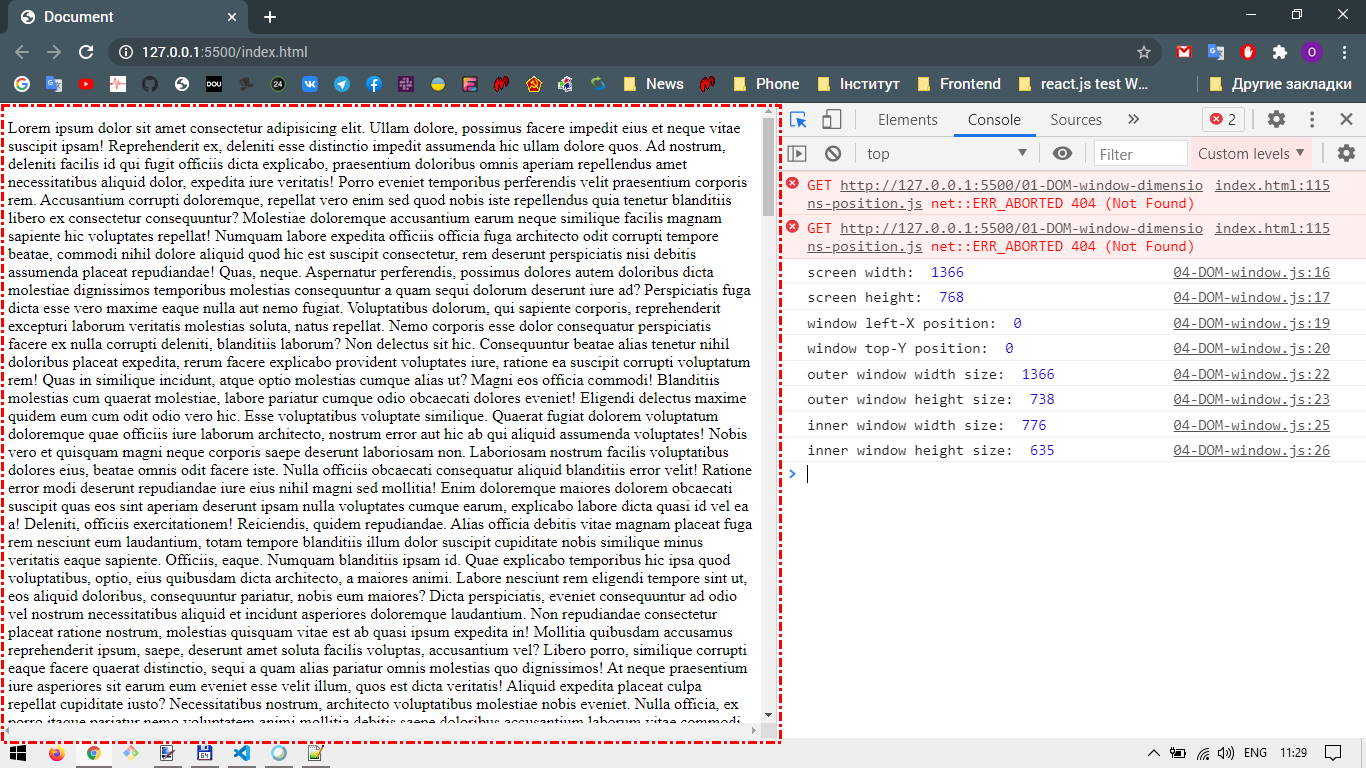 Document
127.0.0.1:5500/index.html
DOU
24
News
Phone
Інститут
Frontend
react.js test W...
Другие закладки
Lorem ipsum dolor sit amet consectetur adipisicing elit. Ullam dolore, possimus facere impedit eius et neque vitae
suscipit ipsam! Reprehenderit ex, deleniti esse distinctio impedit assumenda hic ullam dolore quos. Ad nostrum,
deleniti facilis id qui fugit officiis dicta explicabo, praesentium doloribus omnis aperiam repellendus amet
necessitatibus aliquid dolor, expedita iure veritatis! Porro eveniet temporibus perferendis velit praesentium corporis
rem. Accusantium corrupti doloremque, repellat vero enim sed quod nobis iste repellendus quia tenetur blanditiis
libero ex consectetur consequuntur? Molestiae doloremque accusantium earum neque similique facilis magnam
sapiente hic voluptates repellat! Numquam labore expedita officiis officia fuga architecto odit corrupti tempore
beatae, commodi nihil dolore aliquid quod hic est suscipit consectetur, rem deserunt perspiciatis nisi debitis
assumenda placeat repudiandae! Quas, neque. Aspernatur perferendis, possimus dolores autem doloribus dicta
molestiae dignissimos temporibus molestias consequuntur a quam sequi dolorum deserunt iure ad? Perspiciatis fuga
dicta esse vero maxime eaque nulla aut nemo fugiat. Voluptatibus dolorum, qui sapiente corporis, reprehenderit
excepturi laborum veritatis molestias soluta, natus repellat. Nemo corporis esse dolor consequatur perspiciatis
facere ex nulla corrupti deleniti, blanditiis laborum? Non delectus sit hic. Consequuntur beatae alias tenetur nihil
doloribus placeat expedita, rerum facere explicabo provident voluptates iure, ratione ea suscipit corrupti voluptatum
rem! Quas in similique incidunt, atque optio molestias cumque alias ut? Magni eos officia commodi! Blanditiis
molestias cum quaerat molestiae, labore pariatur cumque odio obcaecati dolores eveniet! Eligendi delectus maxime
quidem eum cum odit odio vero hic. Esse voluptatibus voluptate similique. Quaerat fugiat dolorem voluptatum
doloremque quae officiis iure laborum architecto, nostrum error aut hic ab qui aliquid assumenda voluptates! Nobis
vero et quisquam magni neque corporis saepe deserunt laboriosam non. Laboriosam nostrum facilis voluptatibus
dolores eius, beatae omnis odit facere iste. Nulla officiis obcaecati consequatur aliquid blanditiis error velit! Ratione
error modi deserunt repudiandae iure eius nihil magni sed mollitia! Enim doloremque maiores dolorem obcaecati
suscipit quas eos sint aperiam deserunt ipsam nulla voluptates cumque earum, explicabo labore dicta quasi id vel ea
a! Deleniti, officiis exercitationem! Reiciendis, quidem repudiandae. Alias officia debitis vitae magnam placeat fuga
rem nesciunt eum laudantium, totam tempore blanditiis illum dolor suscipit cupiditate nobis similique minus
veritatis eaque sapiente. Officiis, eaque. Numquam blanditiis ipsam id. Quae explicabo temporibus hic ipsa quod
voluptatibus, optio, eius quibusdam dicta architecto, a maiores animi. Labore nesciunt rem eligendi tempore sint ut,
eos aliquid doloribus, consequuntur pariatur, nobis eum maiores? Dicta perspiciatis, eveniet consequuntur ad odio
vel nostrum necessitatibus aliquid et incidunt asperiores doloremque laudantium. Non repudiandae consectetur
placeat ratione nostrum, molestias quisquam vitae est ab quasi ipsum expedita in! Mollitia quibusdam accusamus
reprehenderit ipsum, saepe, deserunt amet soluta facilis voluptas, accusantium vel? Libero porro, similique corrupti
eaque facere quaerat distinctio, sequi a quam alias pariatur omnis molestias quo dignissimos! At neque praesentium
iure asperiores sit earum eum eveniet esse velit illum, quos est dicta veritatis! Aliquid expedita placeat culpa
repellat cupiditate iusto? Necessitatibus nostrum, architecto voluptatibus molestiae nobis eveniet. Nulla officia, ex
porro itaque pariatur nemo voluptatem animi mollitia debitis saepe doloribus accusantium laborum vitae commodi
Elements
Console
Sources
2
top
Filter
Custom levels
GET http://127.0.0.1:5500/01-DOM-window-dimensio index.html:115
ns-position.js net::ERR_ABORTED 404 (Not Found)
GET http://127.0.0.1:5500/01-DOM-window-dimensio index.html:115
ns-position.js net::ERR_ABORTED 404 (Not Found)
screen width: 1366 04-DOM-window.js:16
screen height: 768 04-DOM-window.js:17
window left-X position: 0 04-DOM-window.js:19
window top-Y position: 0 04-DOM-window.js:20
outer window width size: 1366 04-DOM-window.js:22
outer window height size: 738 04-DOM-window.js:23
inner window width size: 776 04-DOM-window.js:25
inner window height size: 635 04-DOM-window.js:26
64
ENG
11:29